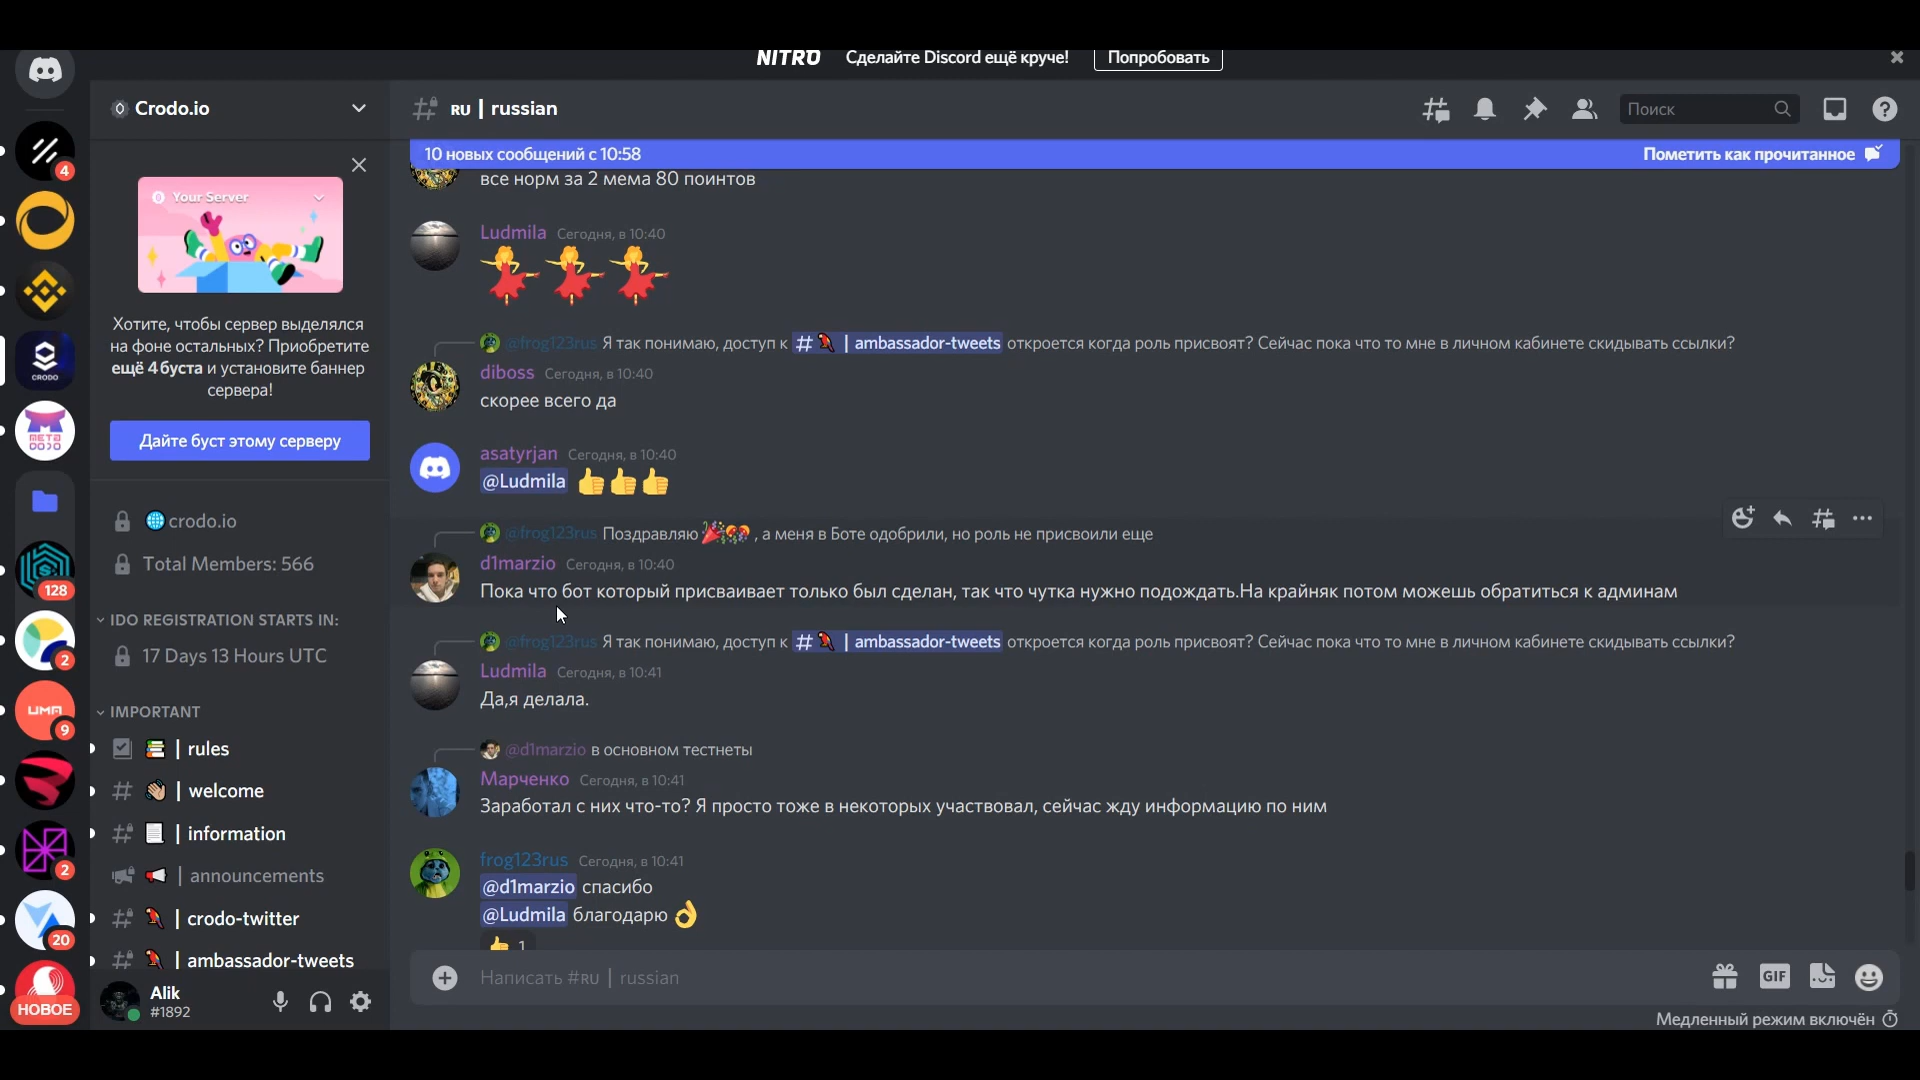 NITRO Сделайте Discord ещё круче! Попробовать
Crodo.io
RU | russian
Поиск
10 новых сообщений с 10:58
Пометить как прочитанное
4
Your Server
Хотите, чтобы сервер выделялся
на фоне остальных? Приобретите
ещё 4 буста и установите баннер
сервера!
Дайте буст этому серверу
CRODO
META
DOJO
crodo.io
Total Members: 566
128
IDO REGISTRATION STARTS IN:
17 Days 13 Hours UTC
2
IMPORTANT
UMA
9
| rules
| welcome
| information
2
| announcements
| crodo-twitter
20
| ambassador-tweets
НОВОЕ
Alik
#1892
все норм за 2 мема 80 поинтов
Ludmila Сегодня, в 10:40
@frog123rus Я так понимаю, доступ к # | ambassador-tweets откроется когда роль присвоят? Сейчас пока что то мне в личном кабинете скидывать ссылки?
diboss Сегодня, в 10:40
скорее всего да
asatyrjan Сегодня, в 10:40
@Ludmila 👍👍👍
@frog123rus Поздравляю 🎉🎊, а меня в Боте одобрили, но роль не присвоили еще
d1marzio Сегодня, в 10:40
Пока что бот который присваивает только был сделан, так что чутка нужно подождать.На крайняк потом можешь обратиться к админам
@frog123rus Я так понимаю, доступ к # | ambassador-tweets откроется когда роль присвоят? Сейчас пока что то мне в личном кабинете скидывать ссылки?
Ludmila Сегодня, в 10:41
Да,я делала.
@d1marzio в основном тестнеты
Марченко Сегодня, в 10:41
Заработал с них что-то? Я просто тоже в некоторых участвовал, сейчас жду информацию по ним
frog123rus Сегодня, в 10:41
@d1marzio спасибо
@Ludmila благодарю 👌
👍 1
Написать #RU | russian
GIF
Медленный режим включён